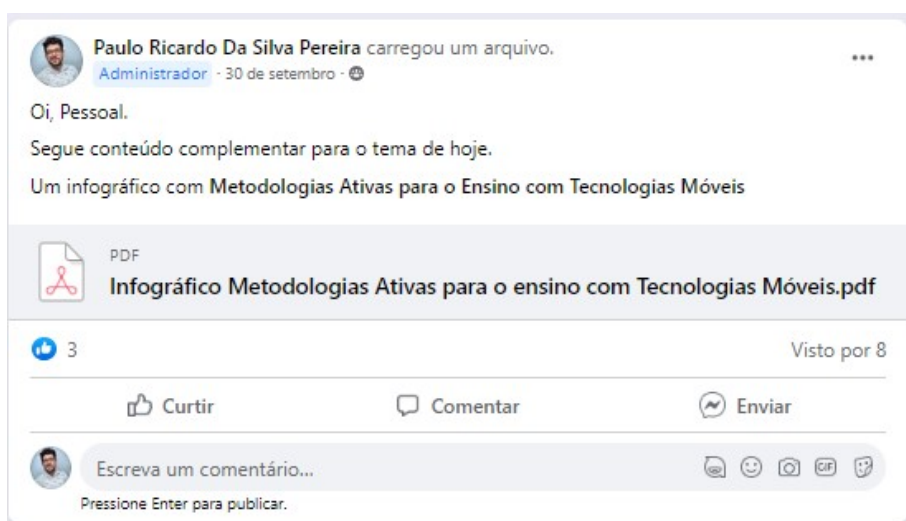 Paulo Ricardo Da Silva Pereira carregou um arquivo.
Administrador · 30 de setembro ·
Oi, Pessoal.
Segue conteúdo complementar para o tema de hoje.
Um infográfico com Metodologias Ativas para o Ensino com Tecnologias Móveis
PDF
Infográfico Metodologias Ativas para o ensino com Tecnologias Móveis.pdf
3 Visto por 8
Curtir Comentar Enviar
Escreva um comentário... GIF
Pressione Enter para publicar.